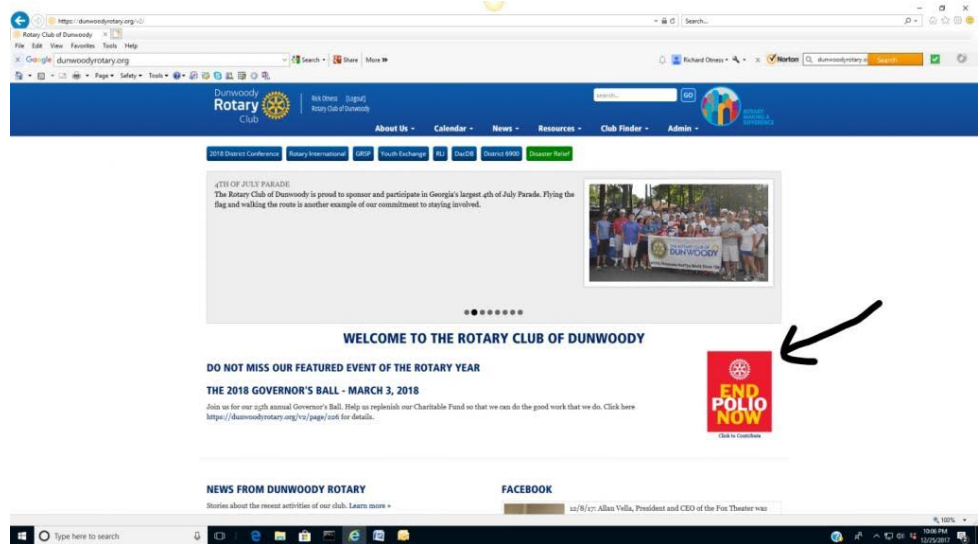 https://dunwoodyrotary.org/v2/
Search...
Rotary Club of Dunwoody
File Edit View Favorites Tools Help
Google dunwoodyrotary.org Search Share More »
Richard Otness
Norton dunwoodyrotary.o Search
Page Safety Tools
Dunwoody
Rotary
Club
Rick Otness [Logout]
Rotary Club of Dunwoody
search... GO
ROTARY
MAKING A
DIFFERENCE
About Us Calendar News Resources Club Finder Admin
2018 District Conference Rotary International GRSP Youth Exchange RLI DacDB District 6900 Disaster Relief
4TH OF JULY PARADE
The Rotary Club of Dunwoody is proud to sponsor and participate in Georgia's largest 4th of July Parade. Flying the
flag and walking the route is another example of our commitment to staying involved.
THE ROTARY CLUB OF
DUNWOODY
WELCOME TO THE ROTARY CLUB OF DUNWOODY
DO NOT MISS OUR FEATURED EVENT OF THE ROTARY YEAR
THE 2018 GOVERNOR'S BALL - MARCH 3, 2018
Join us for our 25th annual Governor's Ball. Help us replenish our Charitable Fund so that we can do the good work that we do. Click here
https://dunwoodyrotary.org/v2/page/226 for details.
END
POLIO
NOW
Click to Contribute
NEWS FROM DUNWOODY ROTARY
Stories about the recent activities of our club. Learn more »
FACEBOOK
12/8/17: Allan Vella, President and CEO of the Fox Theater was
100%
Type here to search
10:06 PM
12/25/2017